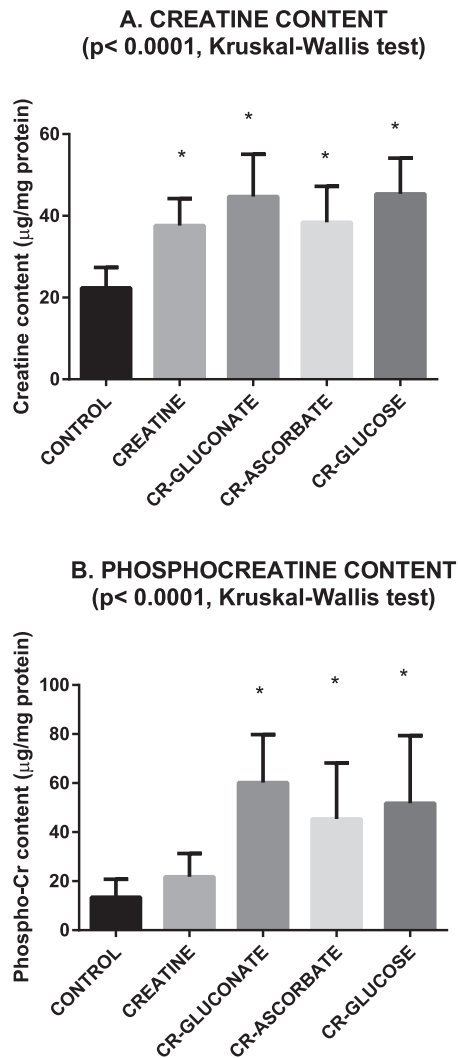 A. CREATINE CONTENT
(p< 0.0001, Kruskal-Wallis test)
Creatine content (μg/mg protein)
60
40
20
0
*
*
*
*
CONTROL
CREATINE
CR-GLUCONATE
CR-ASCORBATE
CR-GLUCOSE
B. PHOSPHOCREATINE CONTENT
(p< 0.0001, Kruskal-Wallis test)
Phospho-Cr content (μg/mg protein)
100
80
60
40
20
0
*
*
*
CONTROL
CREATINE
CR-GLUCONATE
CR-ASCORBATE
CR-GLUCOSE